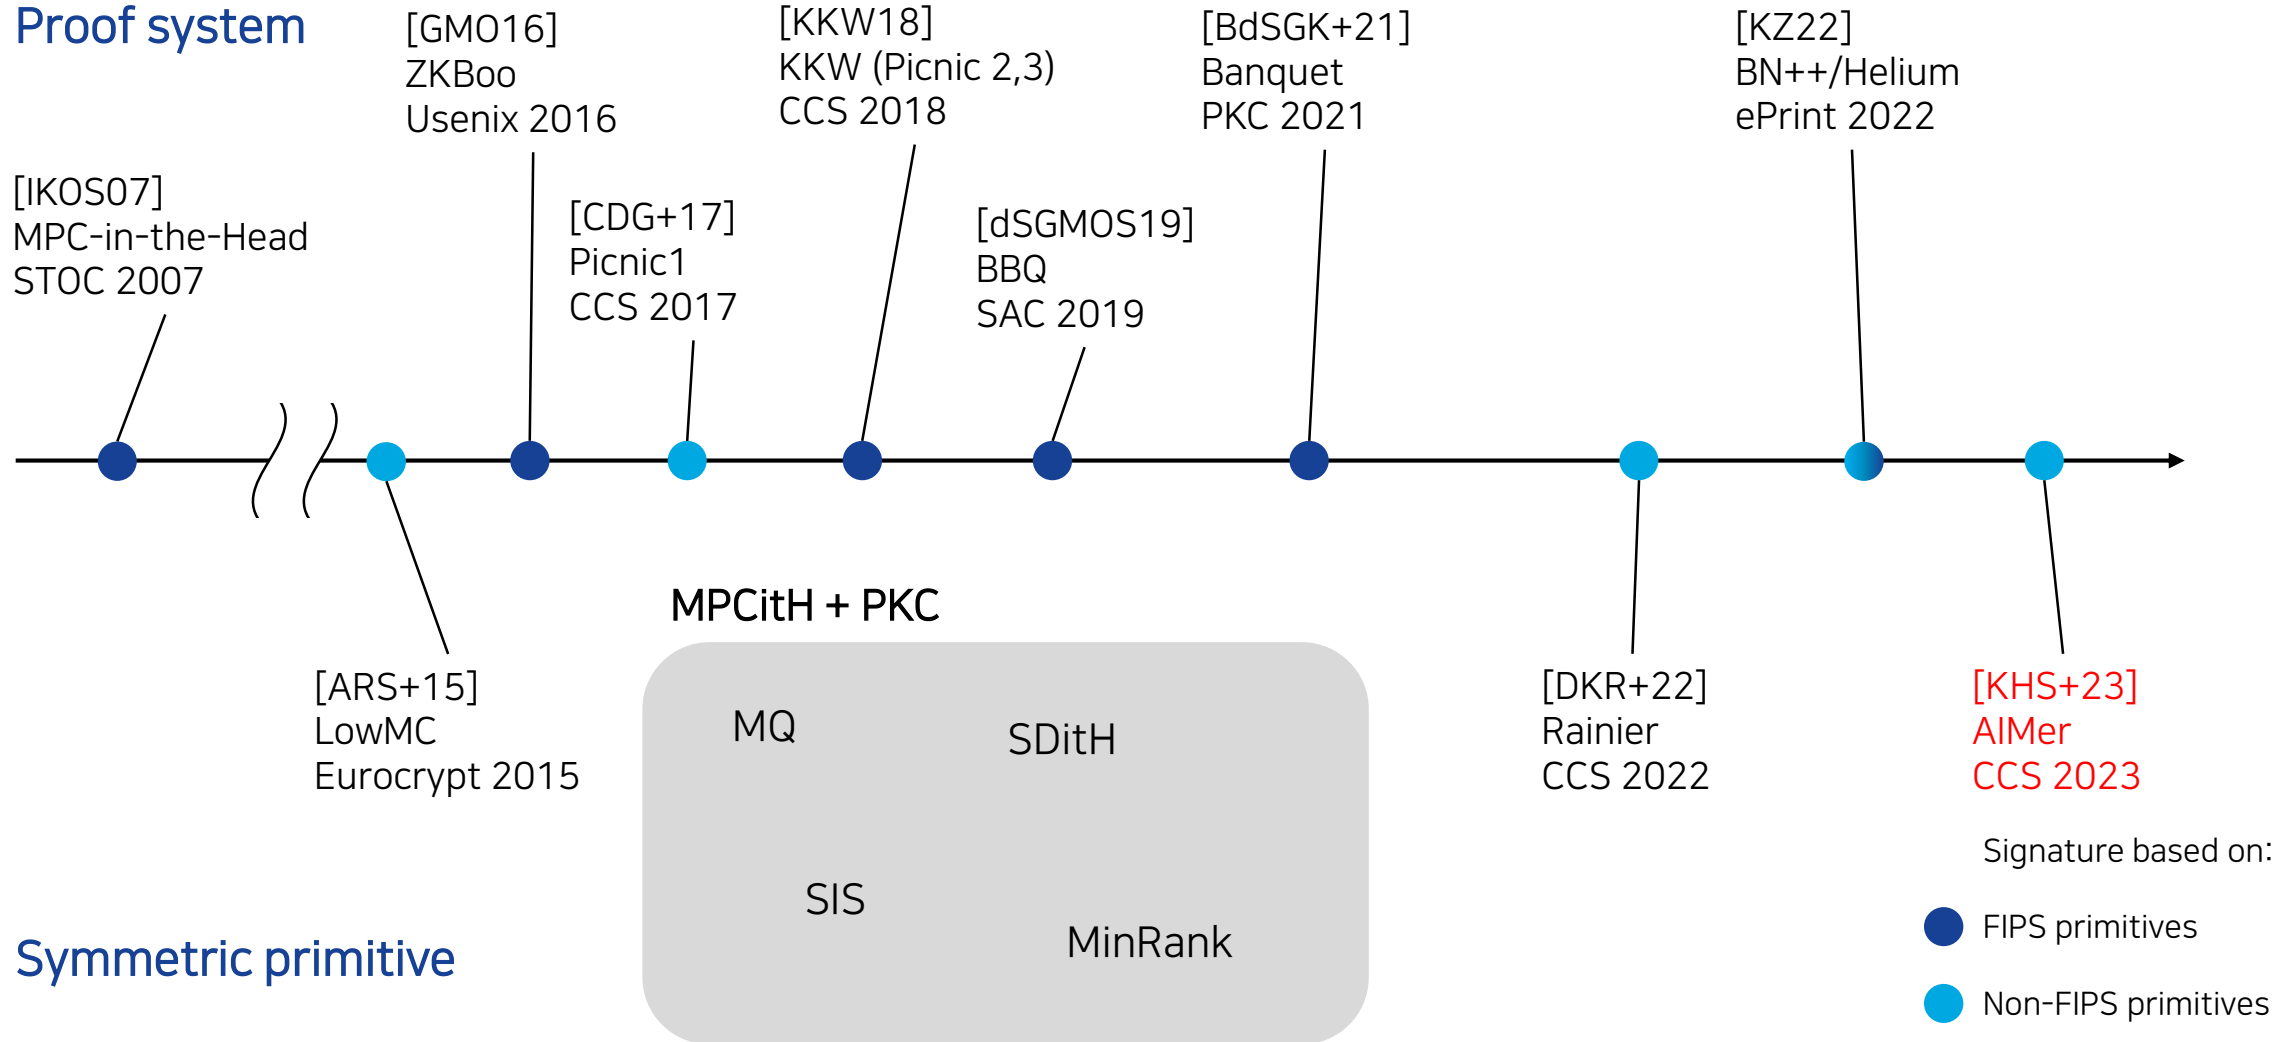 Proof system
[GMO16]
ZKBoo
Usenix 2016
[KKW18]
KKW (Picnic 2,3)
CCS 2018
[BdSGK+21]
Banquet
PKC 2021
[KZ22]
BN++/Helium
ePrint 2022
[IKOS07]
MPC-in-the-Head
STOC 2007
[CDG+17]
Picnic1
CCS 2017
[dSGMOS19]
BBQ
SAC 2019
MPCitH + PKC
MQ
SDitH
SIS
MinRank
[ARS+15]
LowMC
Eurocrypt 2015
[DKR+22]
Rainier
CCS 2022
[KHS+23]
AIMer
CCS 2023
Symmetric primitive
Signature based on:
FIPS primitives
Non-FIPS primitives